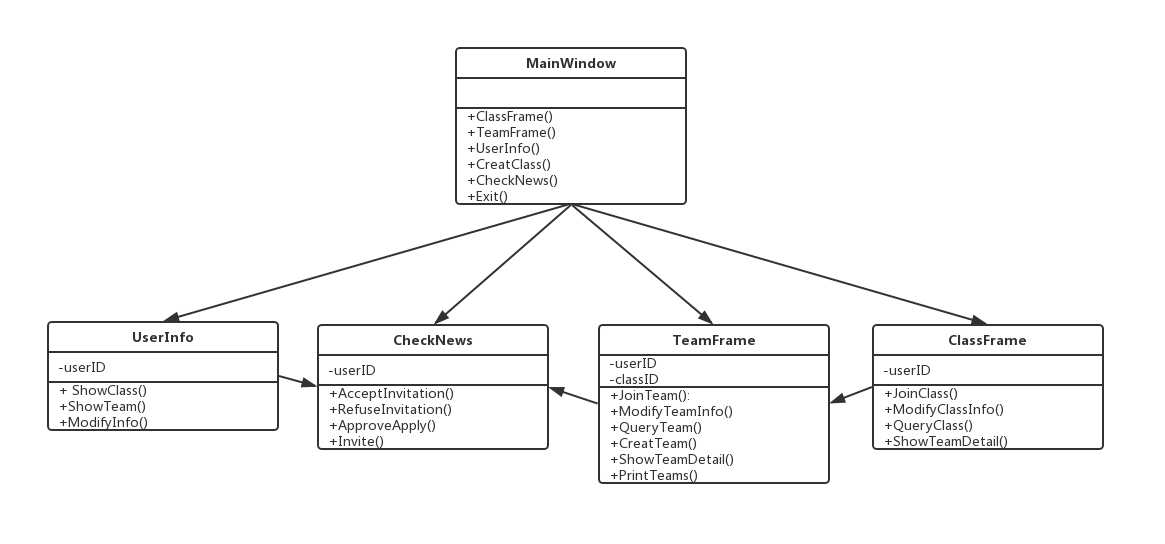 MainWindow
+ClassFrame()
+TeamFrame()
+UserInfo()
+CreatClass()
+CheckNews()
+Exit()
UserInfo
-userID
+ ShowClass()
+ShowTeam()
+ModifyInfo()
CheckNews
-userID
+AcceptInvitation()
+RefuseInvitation()
+ApproveApply()
+Invite()
TeamFrame
-userID
-classID
+JoinTeam():
+ModifyTeamInfo()
+QueryTeam()
+CreatTeam()
+ShowTeamDetail()
+PrintTeams()
ClassFrame
-userID
+JoinClass()
+ModifyClassInfo()
+QueryClass()
+ShowTeamDetail()